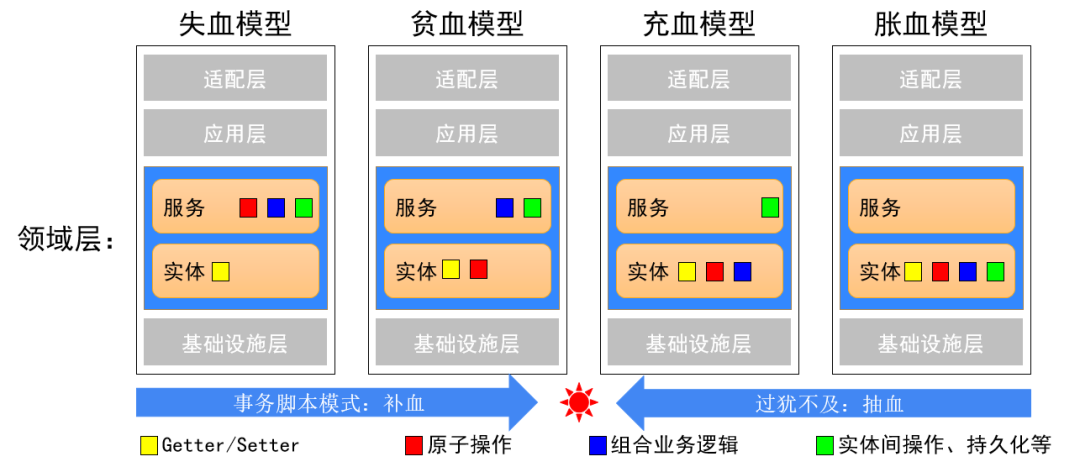 失血模型 贫血模型 充血模型 胀血模型
适配层 适配层 适配层 适配层
应用层 应用层 应用层 应用层
服务 服务 服务 服务
领域层：
实体 实体 实体 实体
基础设施层 基础设施层 基础设施层 基础设施层
事务脚本模式：补血 过犹不及：抽血
Getter/Setter 原子操作 组合业务逻辑 实体间操作、持久化等